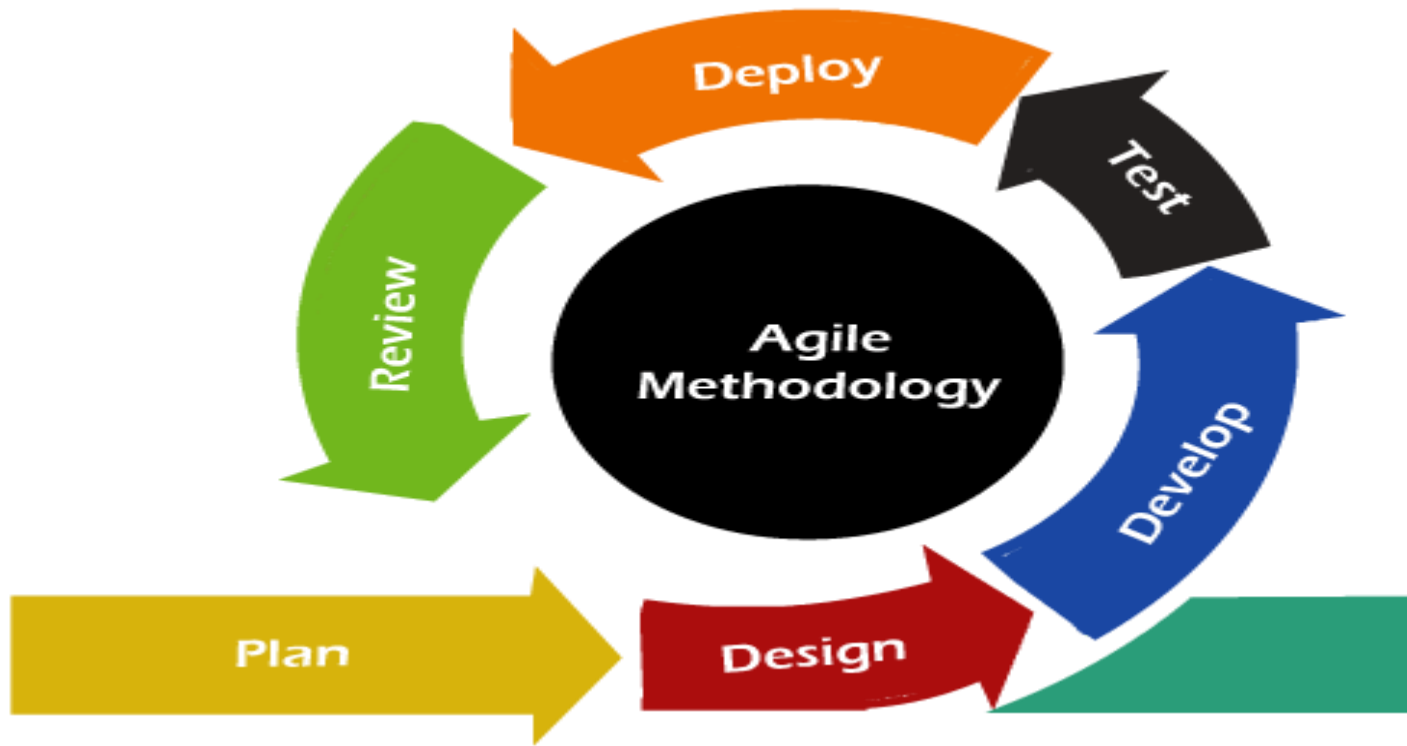 Deploy
Test
Review
Agile
Methodology
Develop
Plan
Design